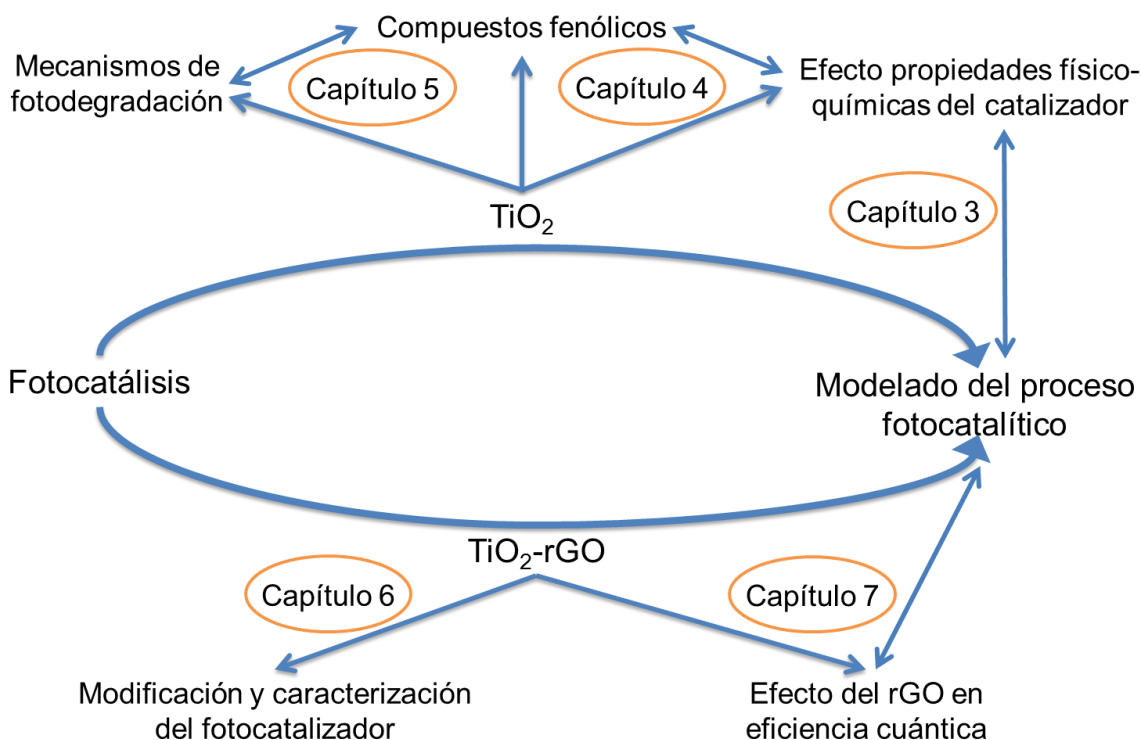 Compuestos fenólicos
Mecanismos de
fotodegradación
Capítulo 5
Capítulo 4
Efecto propiedades físico-
químicas del catalizador
TiO₂
Capítulo 3
Fotocatálisis
Modelado del proceso
fotocatalítico
TiO₂-rGO
Capítulo 6
Capítulo 7
Modificación y caracterización
del fotocatalizador
Efecto del rGO en
eficiencia cuántica